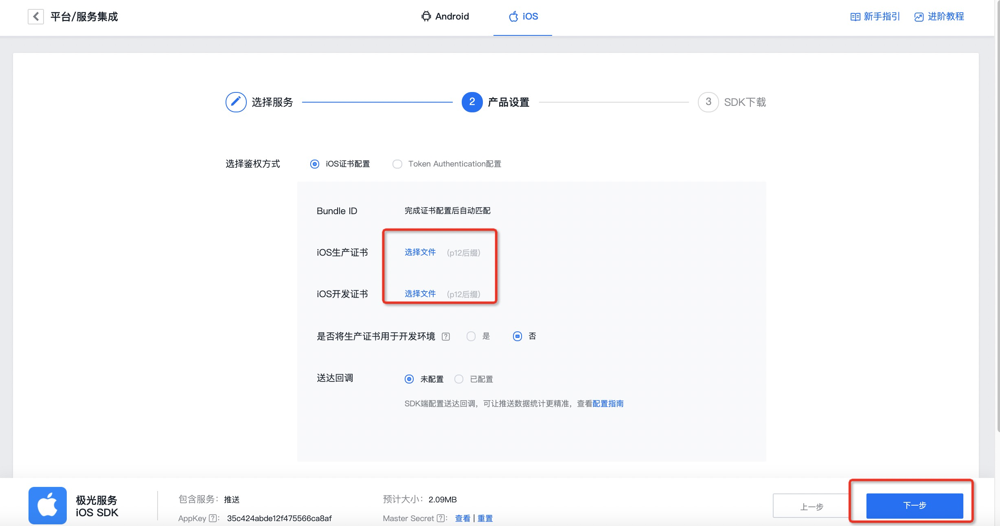 平台/服务集成
Android
iOS
新手指引
进阶教程
选择服务
2
产品设置
3
SDK下载
选择鉴权方式
iOS证书配置
Token Authentication配置
Bundle ID
完成证书配置后自动匹配
iOS生产证书
选择文件 (p12后缀)
iOS开发证书
选择文件 (p12后缀)
是否将生产证书用于开发环境 ?
是
否
送达回调
未配置
已配置
SDK端配置送达回调，可让推送数据统计更精准，查看配置指南
极光服务
iOS SDK
包含服务： 推送
AppKey ?： 35c424abde12f475566ca8af
预计大小： 2.09MB
Master Secret ?： 查看 | 重置
上一步
下一步